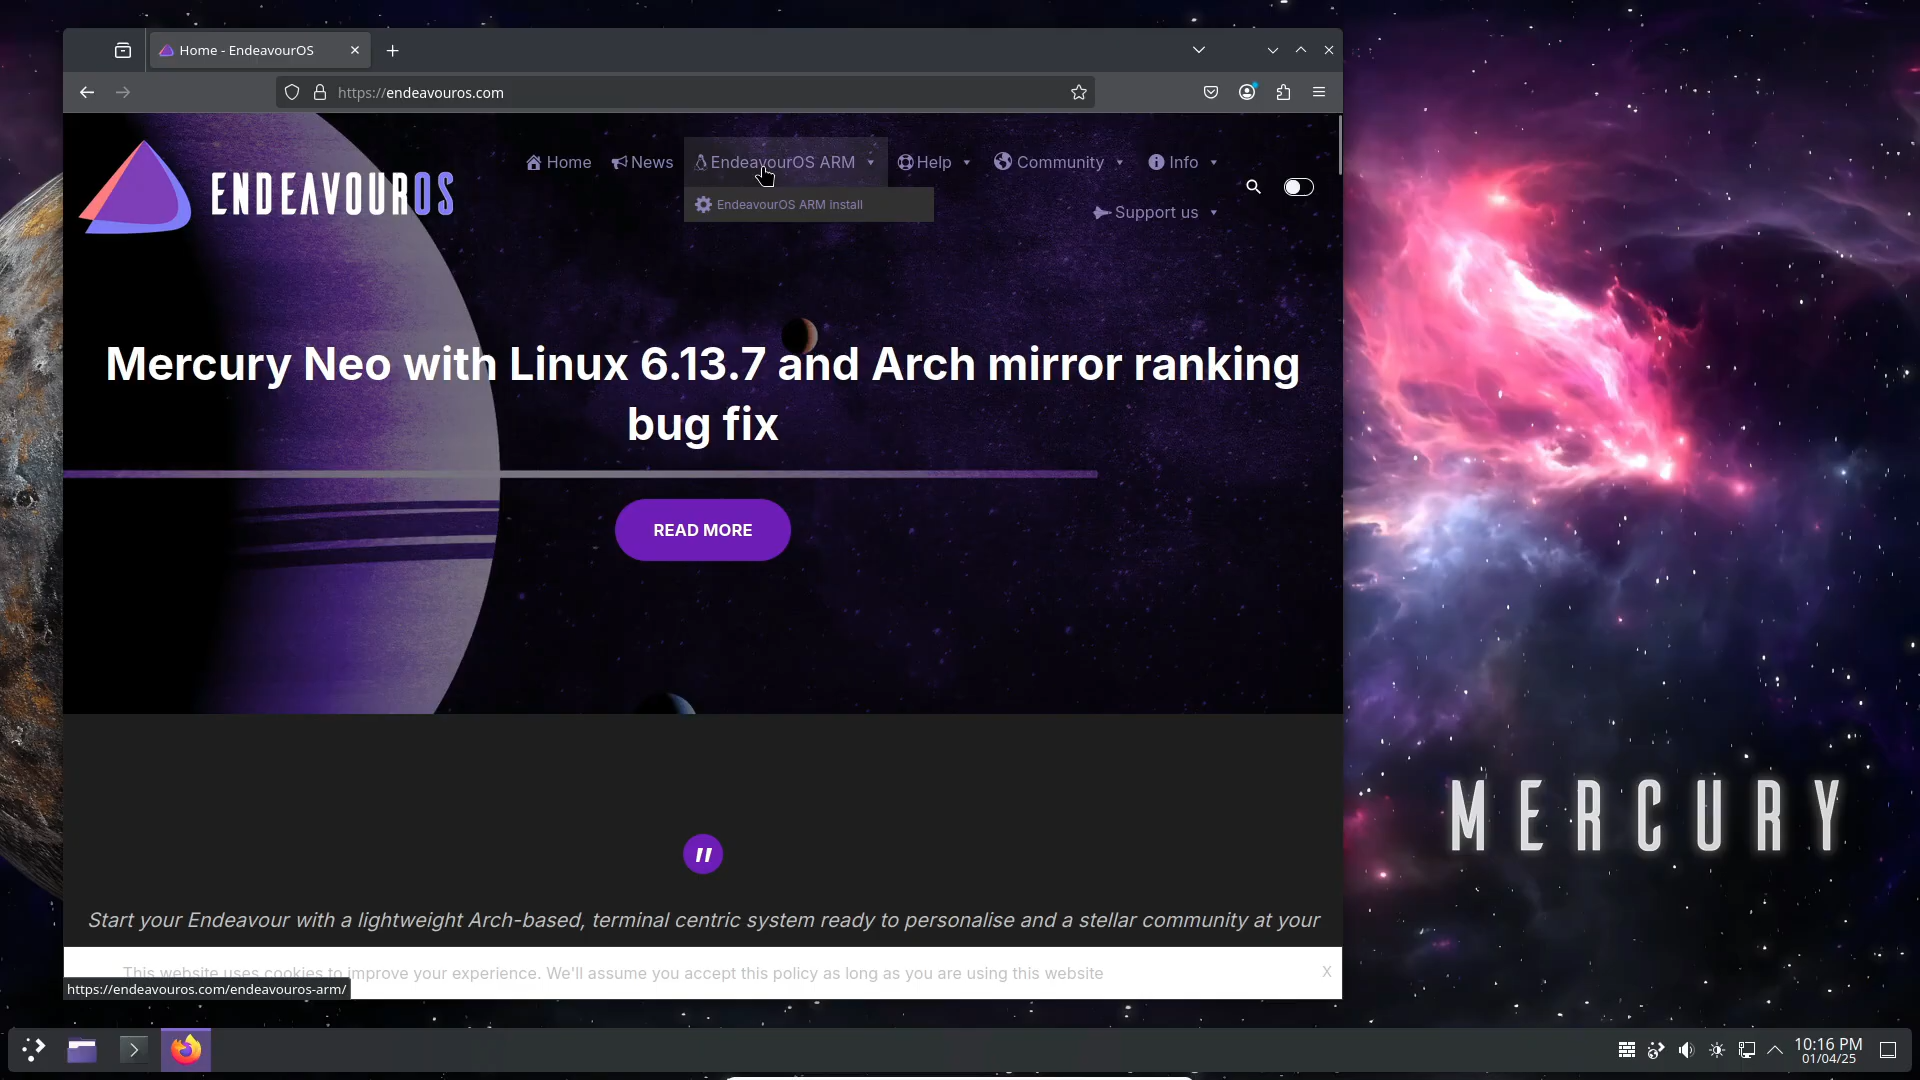 Home - EndeavourOS
https://endeavouros.com
ENDEAVOUROS
Home
News
EndeavourOS ARM
Help
Community
Info
EndeavourOS ARM install
Support us
Mercury Neo with Linux 6.13.7 and Arch mirror ranking
bug fix
READ MORE
MERCURY
Start your Endeavour with a lightweight Arch-based, terminal centric system ready to personalise and a stellar community at your
This website uses cookies to improve your experience. We'll assume you accept this policy as long as you are using this website
X
https://endeavouros.com/endeavouros-arm/
10:16 PM
01/04/25